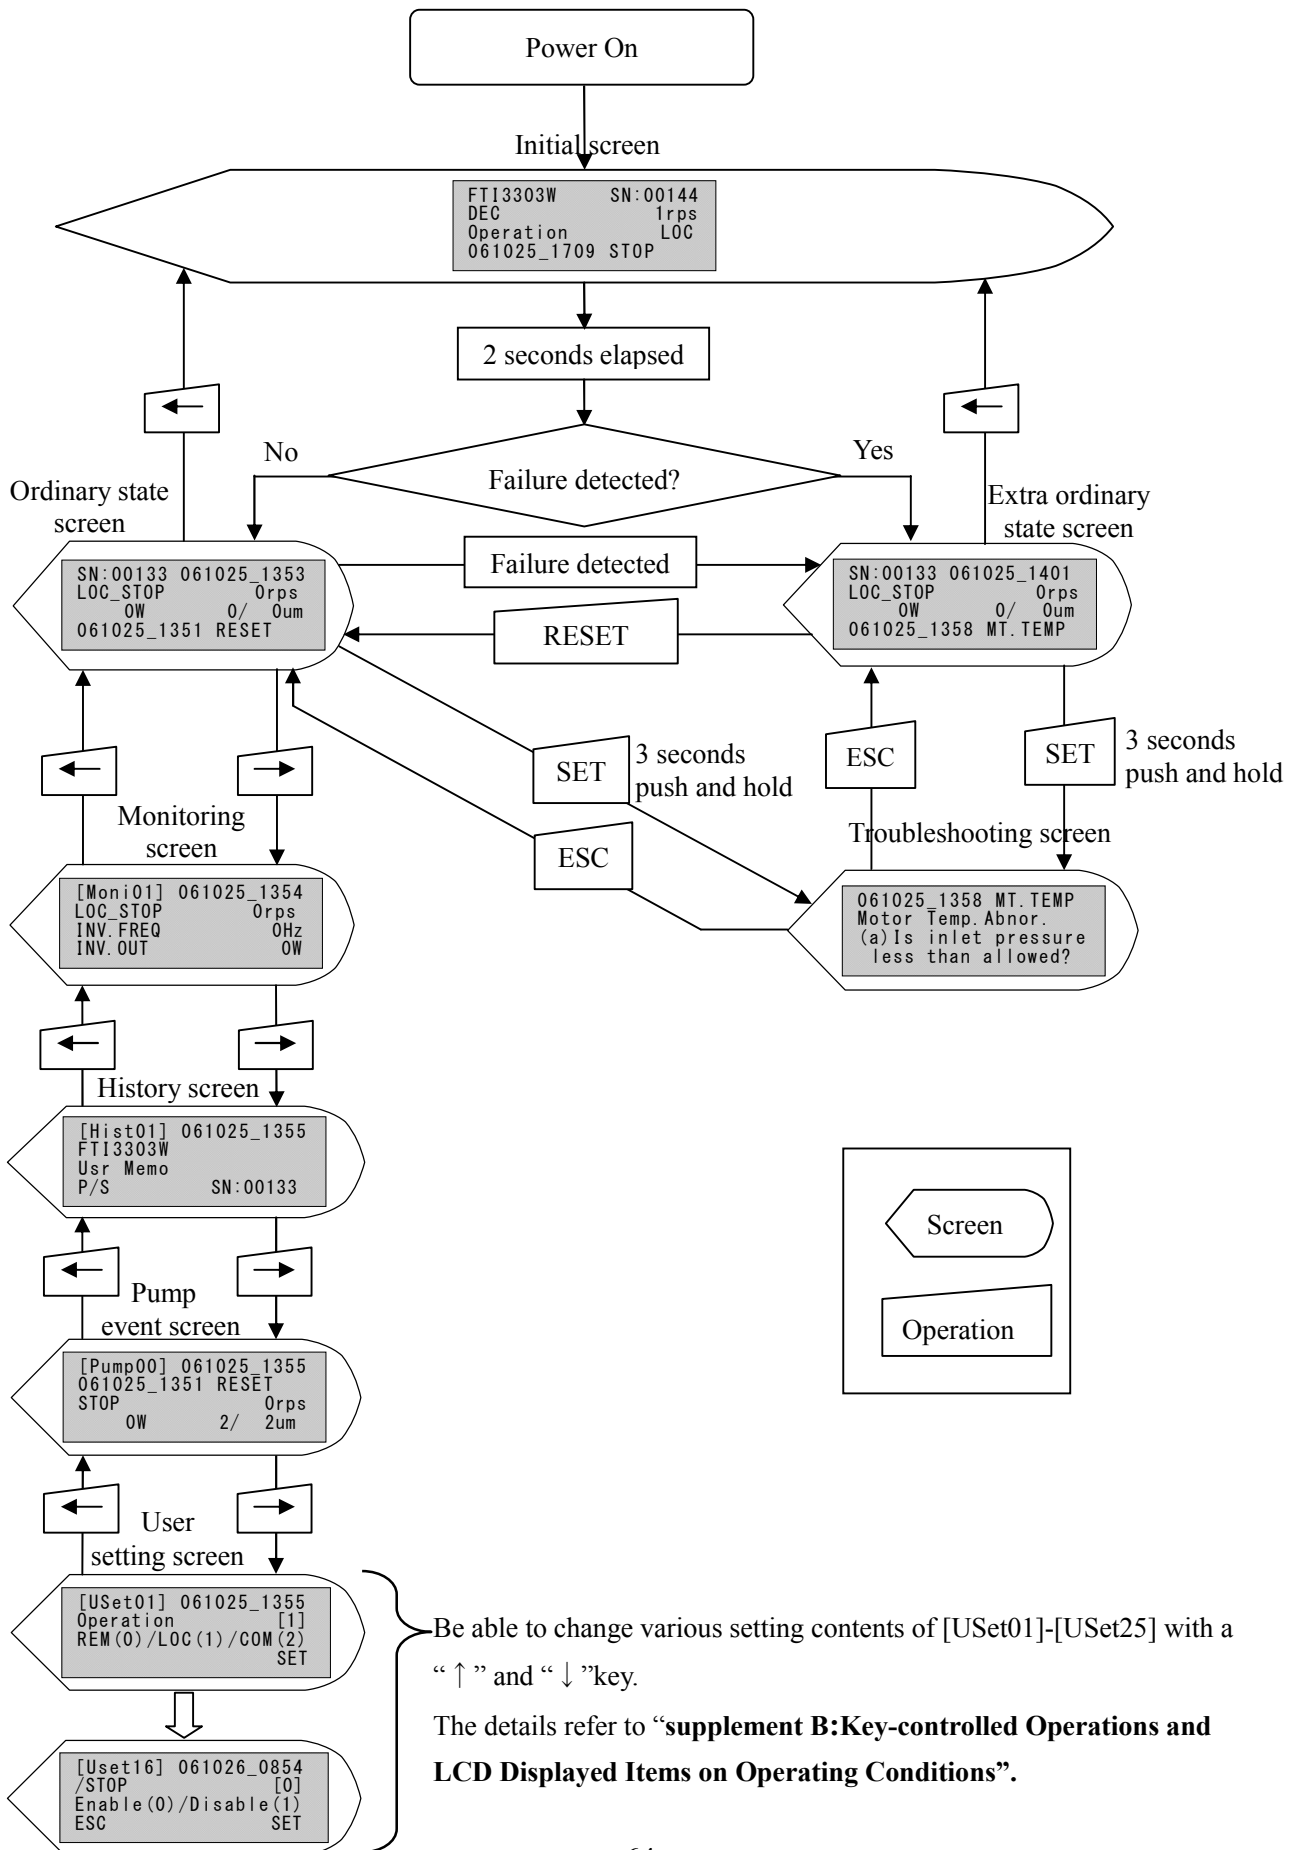 Power On
Initial screen
FTI3303W SN:00144
DEC 1rps
Operation LOC
061025_1709 STOP
2 seconds elapsed
No
Yes
Failure detected?
Ordinary state
screen
Extra ordinary
state screen
SN:00133 061025_1353
LOC_STOP 0rps
0W 0/ 0um
061025_1351 RESET
Failure detected
RESET
SN:00133 061025_1401
LOC_STOP 0rps
0W 0/ 0um
061025_1358 MT.TEMP
←
←
←
→
SET
3 seconds
push and hold
ESC
ESC
SET
3 seconds
push and hold
Monitoring
screen
Troubleshooting screen
[Moni01] 061025_1354
LOC_STOP 0rps
INV.FREQ 0Hz
INV.OUT 0W
061025_1358 MT.TEMP
Motor Temp.Abnor.
(a)Is inlet pressure
less than allowed?
←
→
History screen
[Hist01] 061025_1355
FTI3303W
Usr Memo
P/S SN:00133
Screen
Operation
←
→
Pump
event screen
[Pump00] 061025_1355
061025_1351 RESET
STOP 0rps
0W 2/ 2um
←
→
User
setting screen
[USet01] 061025_1355
Operation [1]
REM(0)/LOC(1)/COM(2)
SET
Be able to change various setting contents of [USet01]-[USet25] with a
“ ↑ ” and “ ↓ ”key.
The details refer to “supplement B:Key-controlled Operations and
LCD Displayed Items on Operating Conditions”.
[Uset16] 061026_0854
/STOP [0]
Enable(0)/Disable(1)
ESC SET